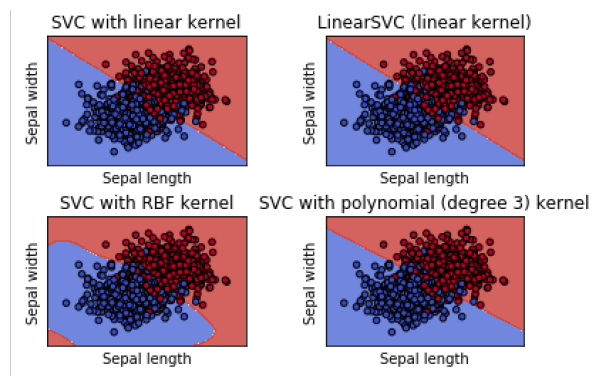 SVC with linear kernel
LinearSVC (linear kernel)
Sepal width
Sepal width
Sepal length
Sepal length
SVC with RBF kernel
SVC with polynomial (degree 3) kernel
Sepal width
Sepal width
Sepal length
Sepal length